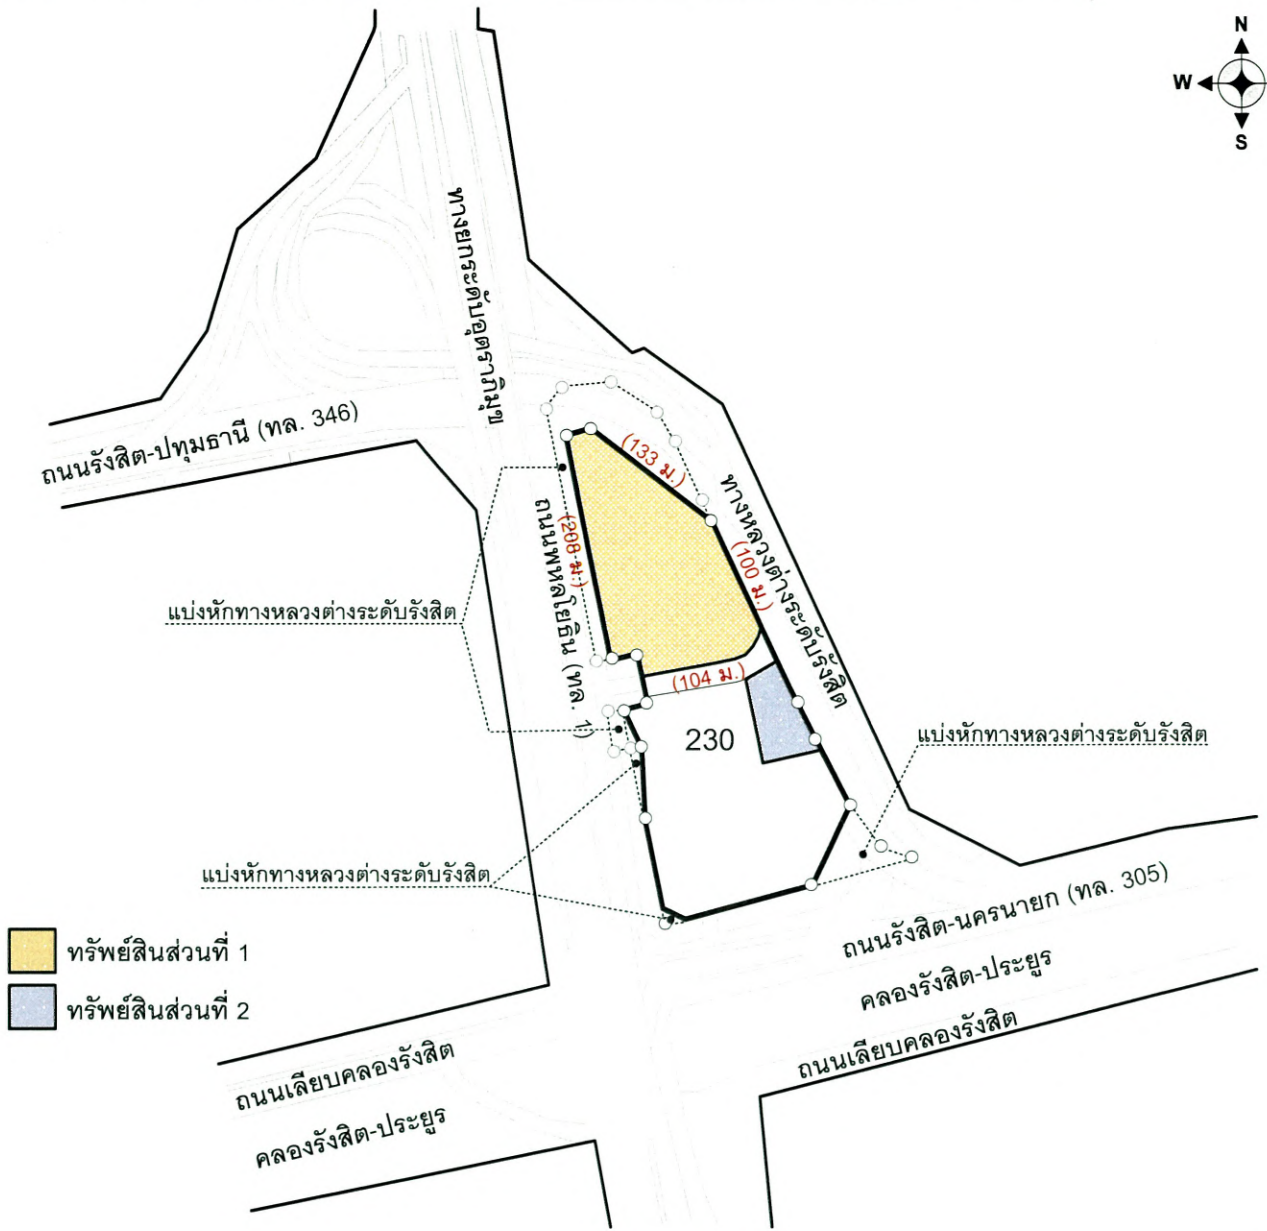 N
W
S
ทางยกระดับอุตราภิมุข
ถนนรังสิต-ปทุมธานี (ทล. 346)
(133 ม.)
ทางหลวงต่างระดับรังสิต
(208 ม.)
ถนนพหลโยธิน (ทล. 1)
(100 ม.)
แบ่งหักทางหลวงต่างระดับรังสิต
(104 ม.)
230
แบ่งหักทางหลวงต่างระดับรังสิต
แบ่งหักทางหลวงต่างระดับรังสิต
ถนนรังสิต-นครนายก (ทล. 305)
คลองรังสิต-ประยูร
ถนนเลียบคลองรังสิต
ทรัพย์สินส่วนที่ 1
ทรัพย์สินส่วนที่ 2
ถนนเลียบคลองรังสิต
คลองรังสิต-ประยูร